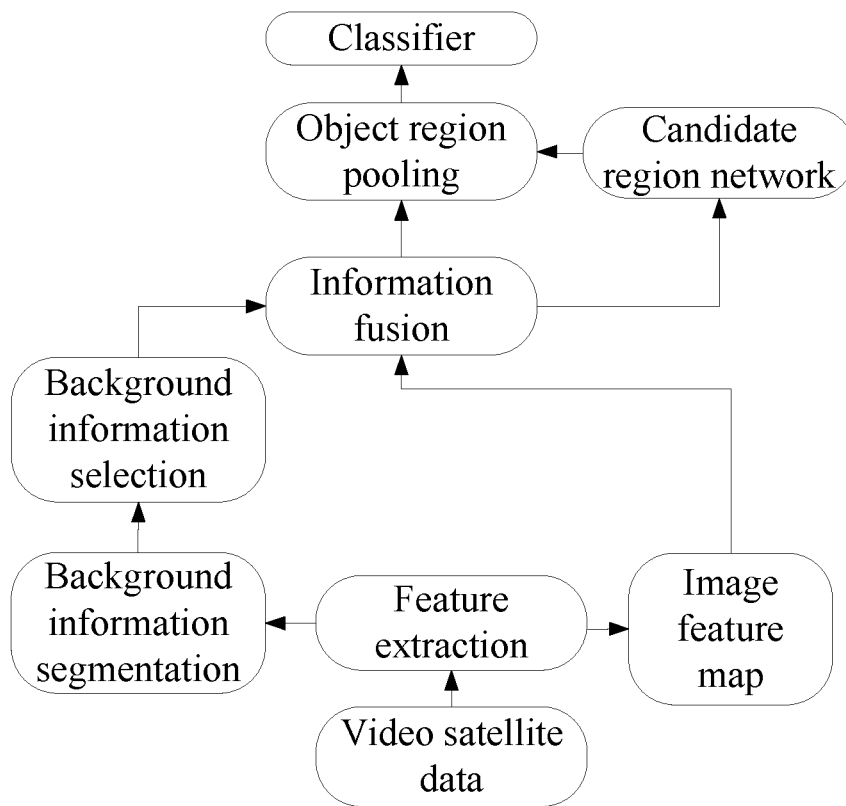 Classifier
Object region
pooling
Candidate
region network
Information
fusion
Background
information
selection
Background
information
segmentation
Feature
extraction
Image
feature
map
Video satellite
data